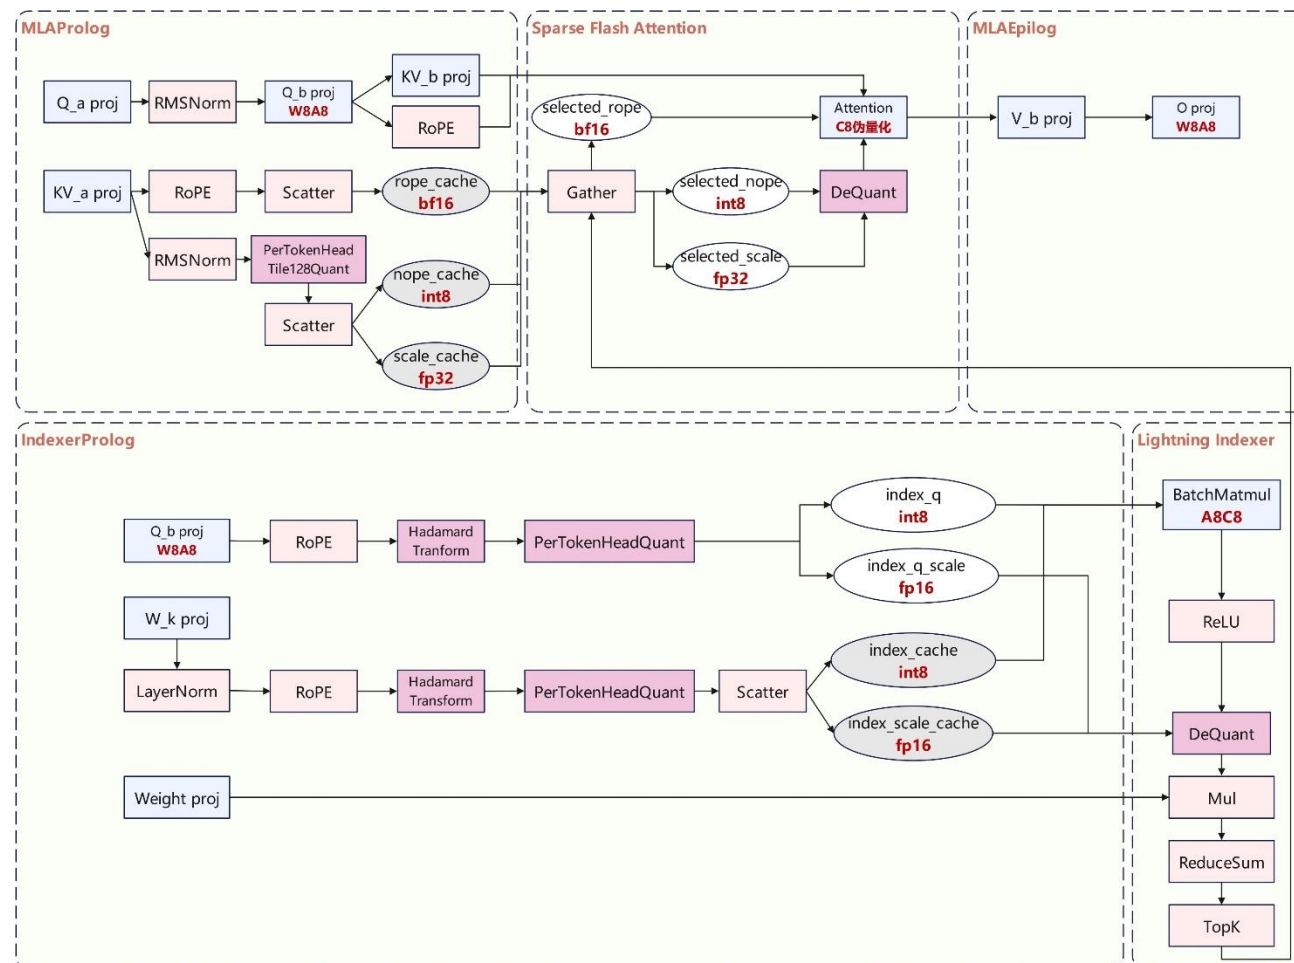 MLAProlog
Q_a proj
RMSNorm
Q_b proj
W8A8
KV_b proj
RoPE
KV_a proj
RoPE
Scatter
rope_cache
bf16
RMSNorm
PerTokenHead
Tile128Quant
Scatter
nope_cache
int8
scale_cache
fp32
Sparse Flash Attention
selected_rope
bf16
Attention
C8伪量化
Gather
selected_nope
int8
DeQuant
selected_scale
fp32
MLAEpilog
V_b proj
O proj
W8A8
IndexerProlog
Q_b proj
W8A8
RoPE
Hadamard
Tranform
PerTokenHeadQuant
index_q
int8
index_q_scale
fp16
W_k proj
LayerNorm
RoPE
Hadamard
Transform
PerTokenHeadQuant
Scatter
index_cache
int8
index_scale_cache
fp16
Weight proj
Lightning Indexer
BatchMatmul
A8C8
ReLU
DeQuant
Mul
ReduceSum
TopK